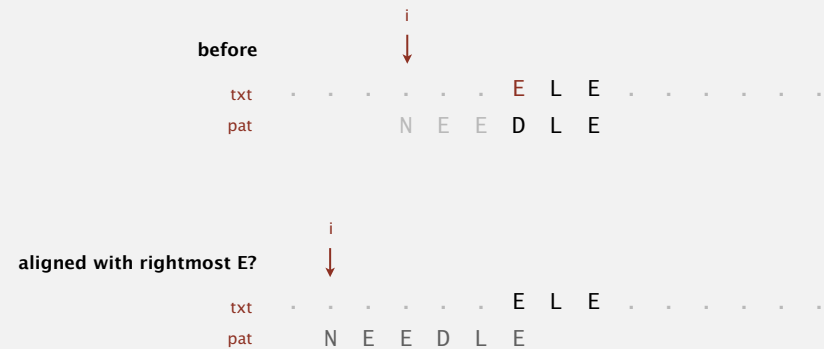 i
before
txt . . . . . . E L E . . . . . .
pat N E E D L E
i
aligned with rightmost E?
txt . . . . . . E L E . . . . . .
pat N E E D L E